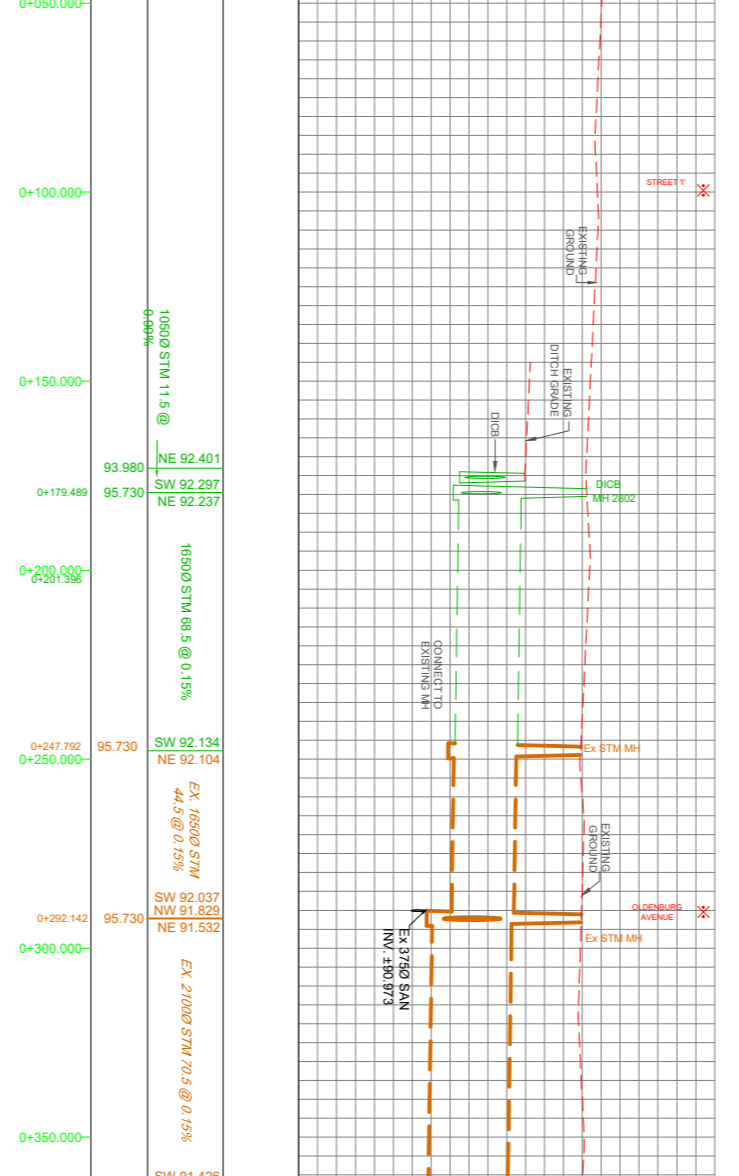 0+050.000
0+100.000
0+150.000
0+179.489
0+200.000
0+201.396
0+247.792
0+250.000
0+292.142
0+300.000
0+350.000
93.980
95.730
95.730
95.730
1050Ø STM 11.5 @
0.90%
NE 92.401
SW 92.297
NE 92.237
1650Ø STM 68.5 @ 0.15%
SW 92.134
NE 92.104
EX. 1650Ø STM
44.5 @ 0.15%
SW 92.037
NW 91.829
NE 91.532
EX. 2100Ø STM 70.5 @ 0.15%
SW 91.426
STREET 'I'
EXISTING
GROUND
EXISTING
DITCH GRADE
DICB
DICB
MH 2802
CONNECT TO
EXISTING MH
Ex STM MH
EXISTING
GROUND
OLDENBURG
AVENUE
Ex STM MH
Ex 375Ø SAN
INV. ±90.973